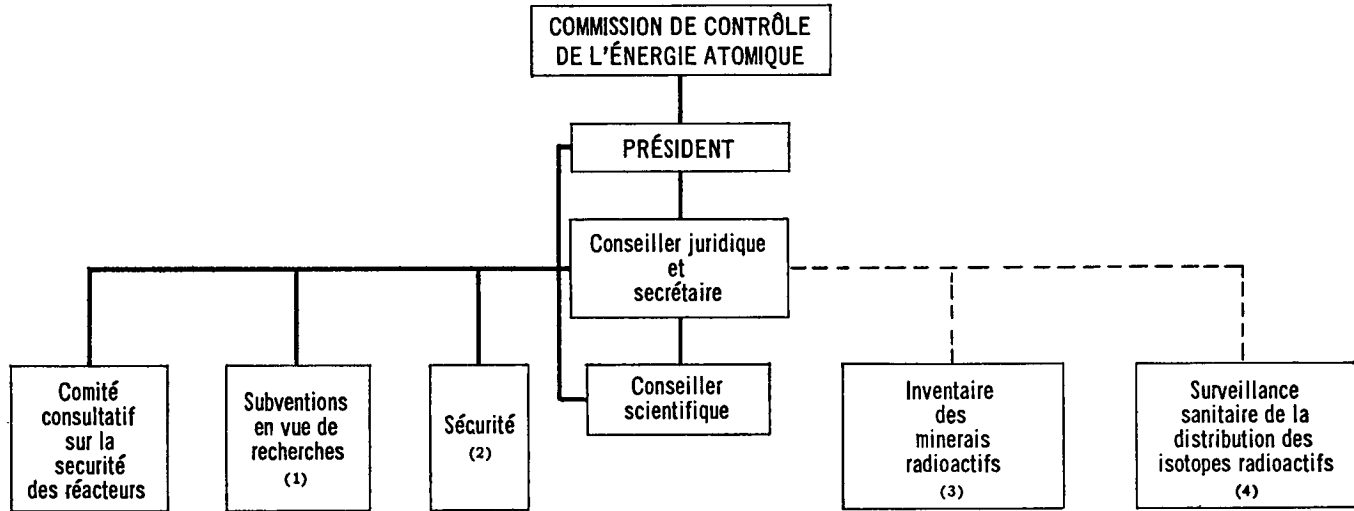 COMMISSION DE CONTRÔLE
DE L'ÉNERGIE ATOMIQUE
PRÉSIDENT
Conseiller juridique
et
secrétaire
Conseiller
scientifique
Comité
consultatif
sur la
securité
des réacteurs
Subventions
en vue de
recherches
(1)
Sécurité
(2)
Inventaire
des
minerais
radioactifs
(3)
Surveillance
sanitaire de la
distribution des
isotopes radioactifs
(4)